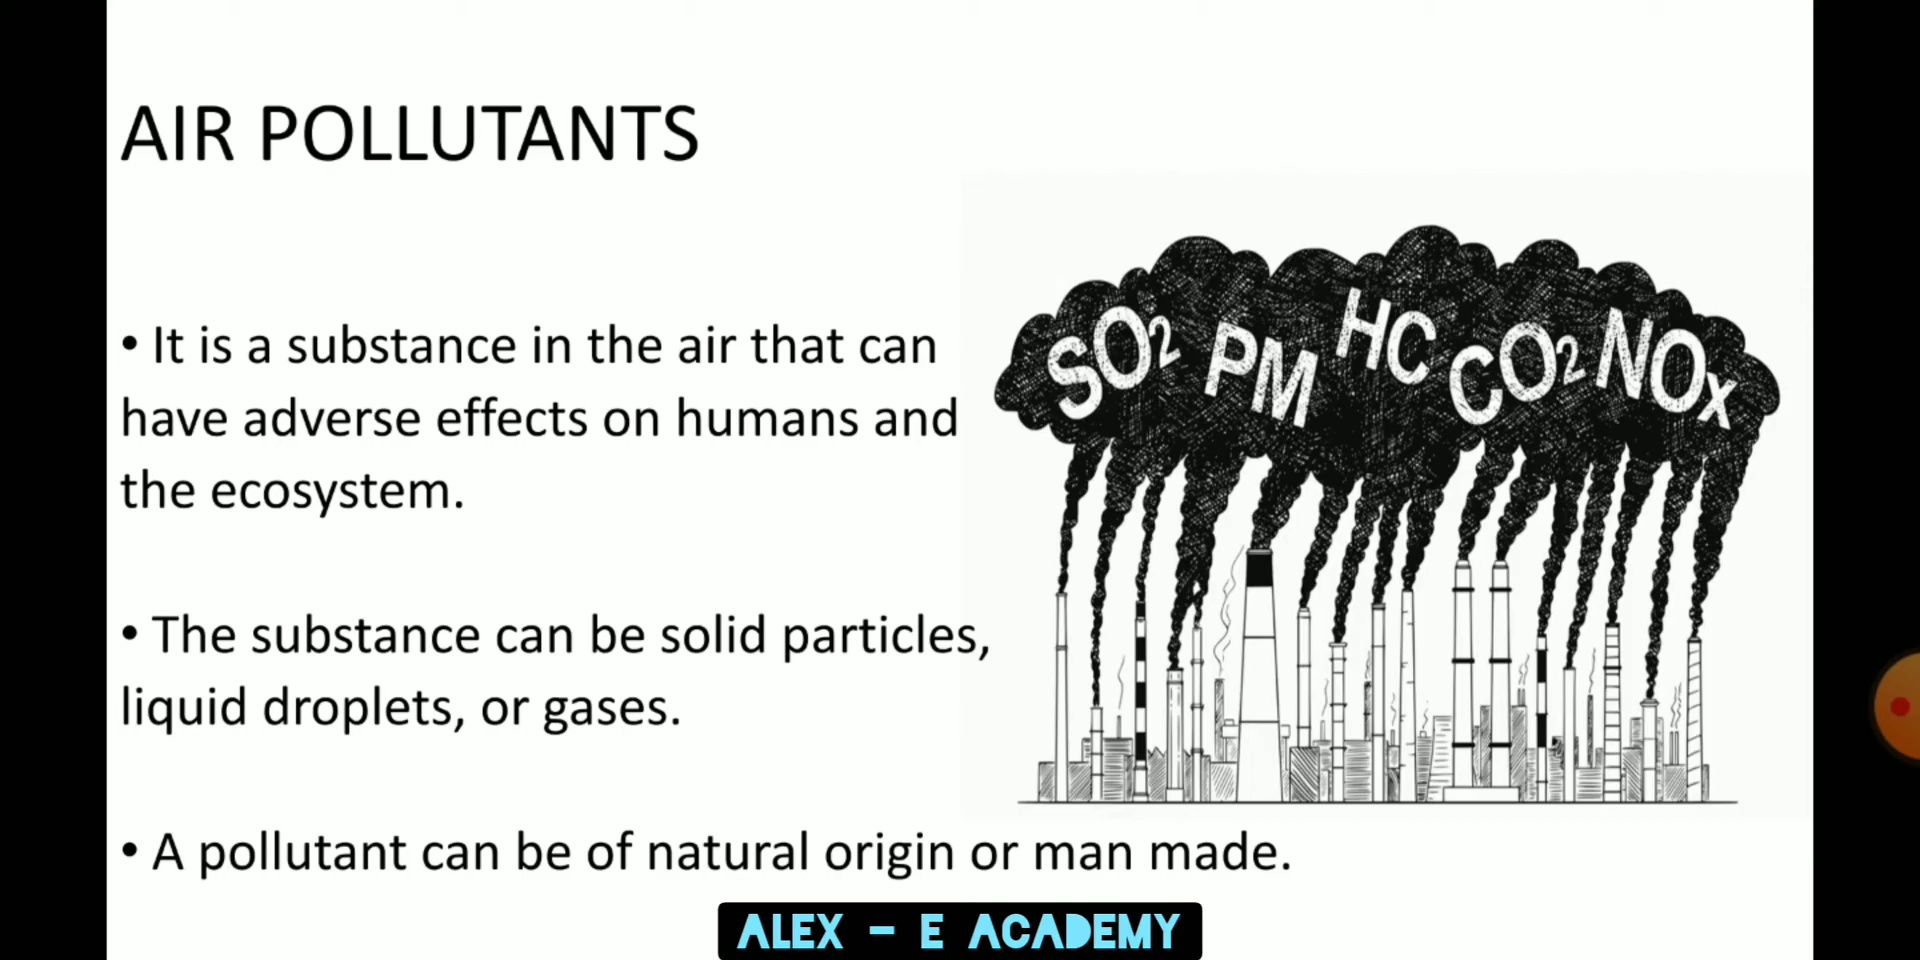 AIR POLLUTANTS
• It is a substance in the air that can
have adverse effects on humans and
the ecosystem.
• The substance can be solid particles,
liquid droplets, or gases.
• A pollutant can be of natural origin or man made.
SO2 PM HC CO2 NOx
ALEX – E ACADEMY